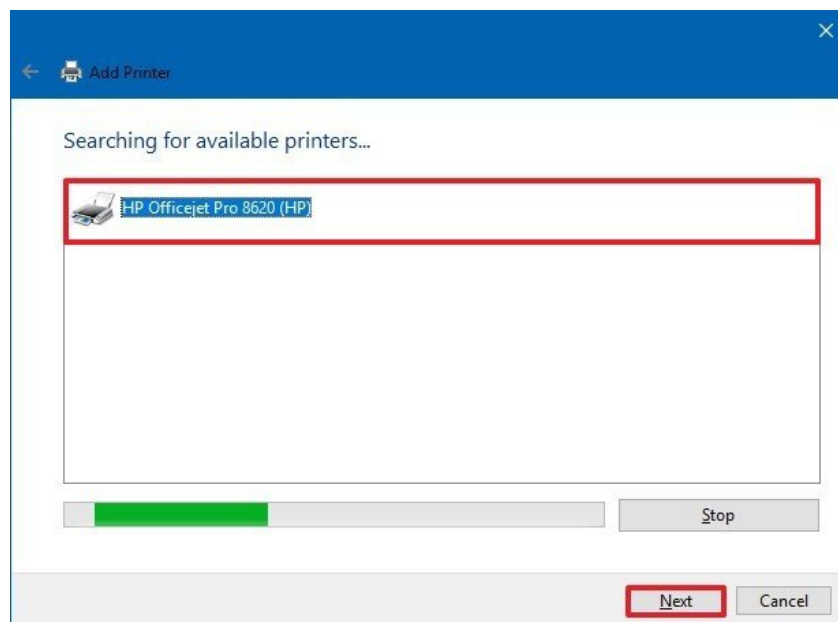 Add Printer
Searching for available printers...
HP Officejet Pro 8620 (HP)
Stop
Next
Cancel